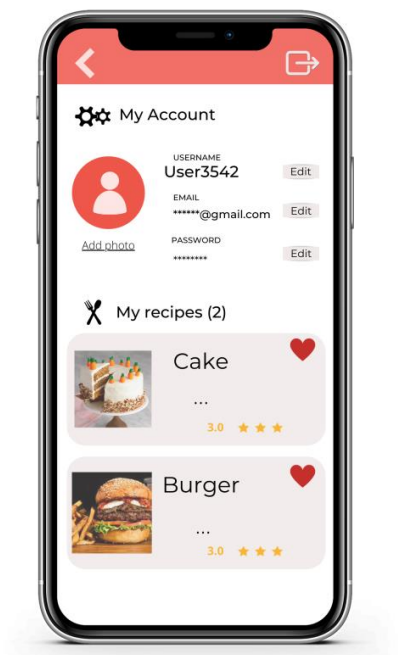 My Account
USERNAME
User3542
Edit
EMAIL
******@gmail.com
Edit
Add photo
PASSWORD
********
Edit
My recipes (2)
Cake
...
3.0
Burger
...
3.0